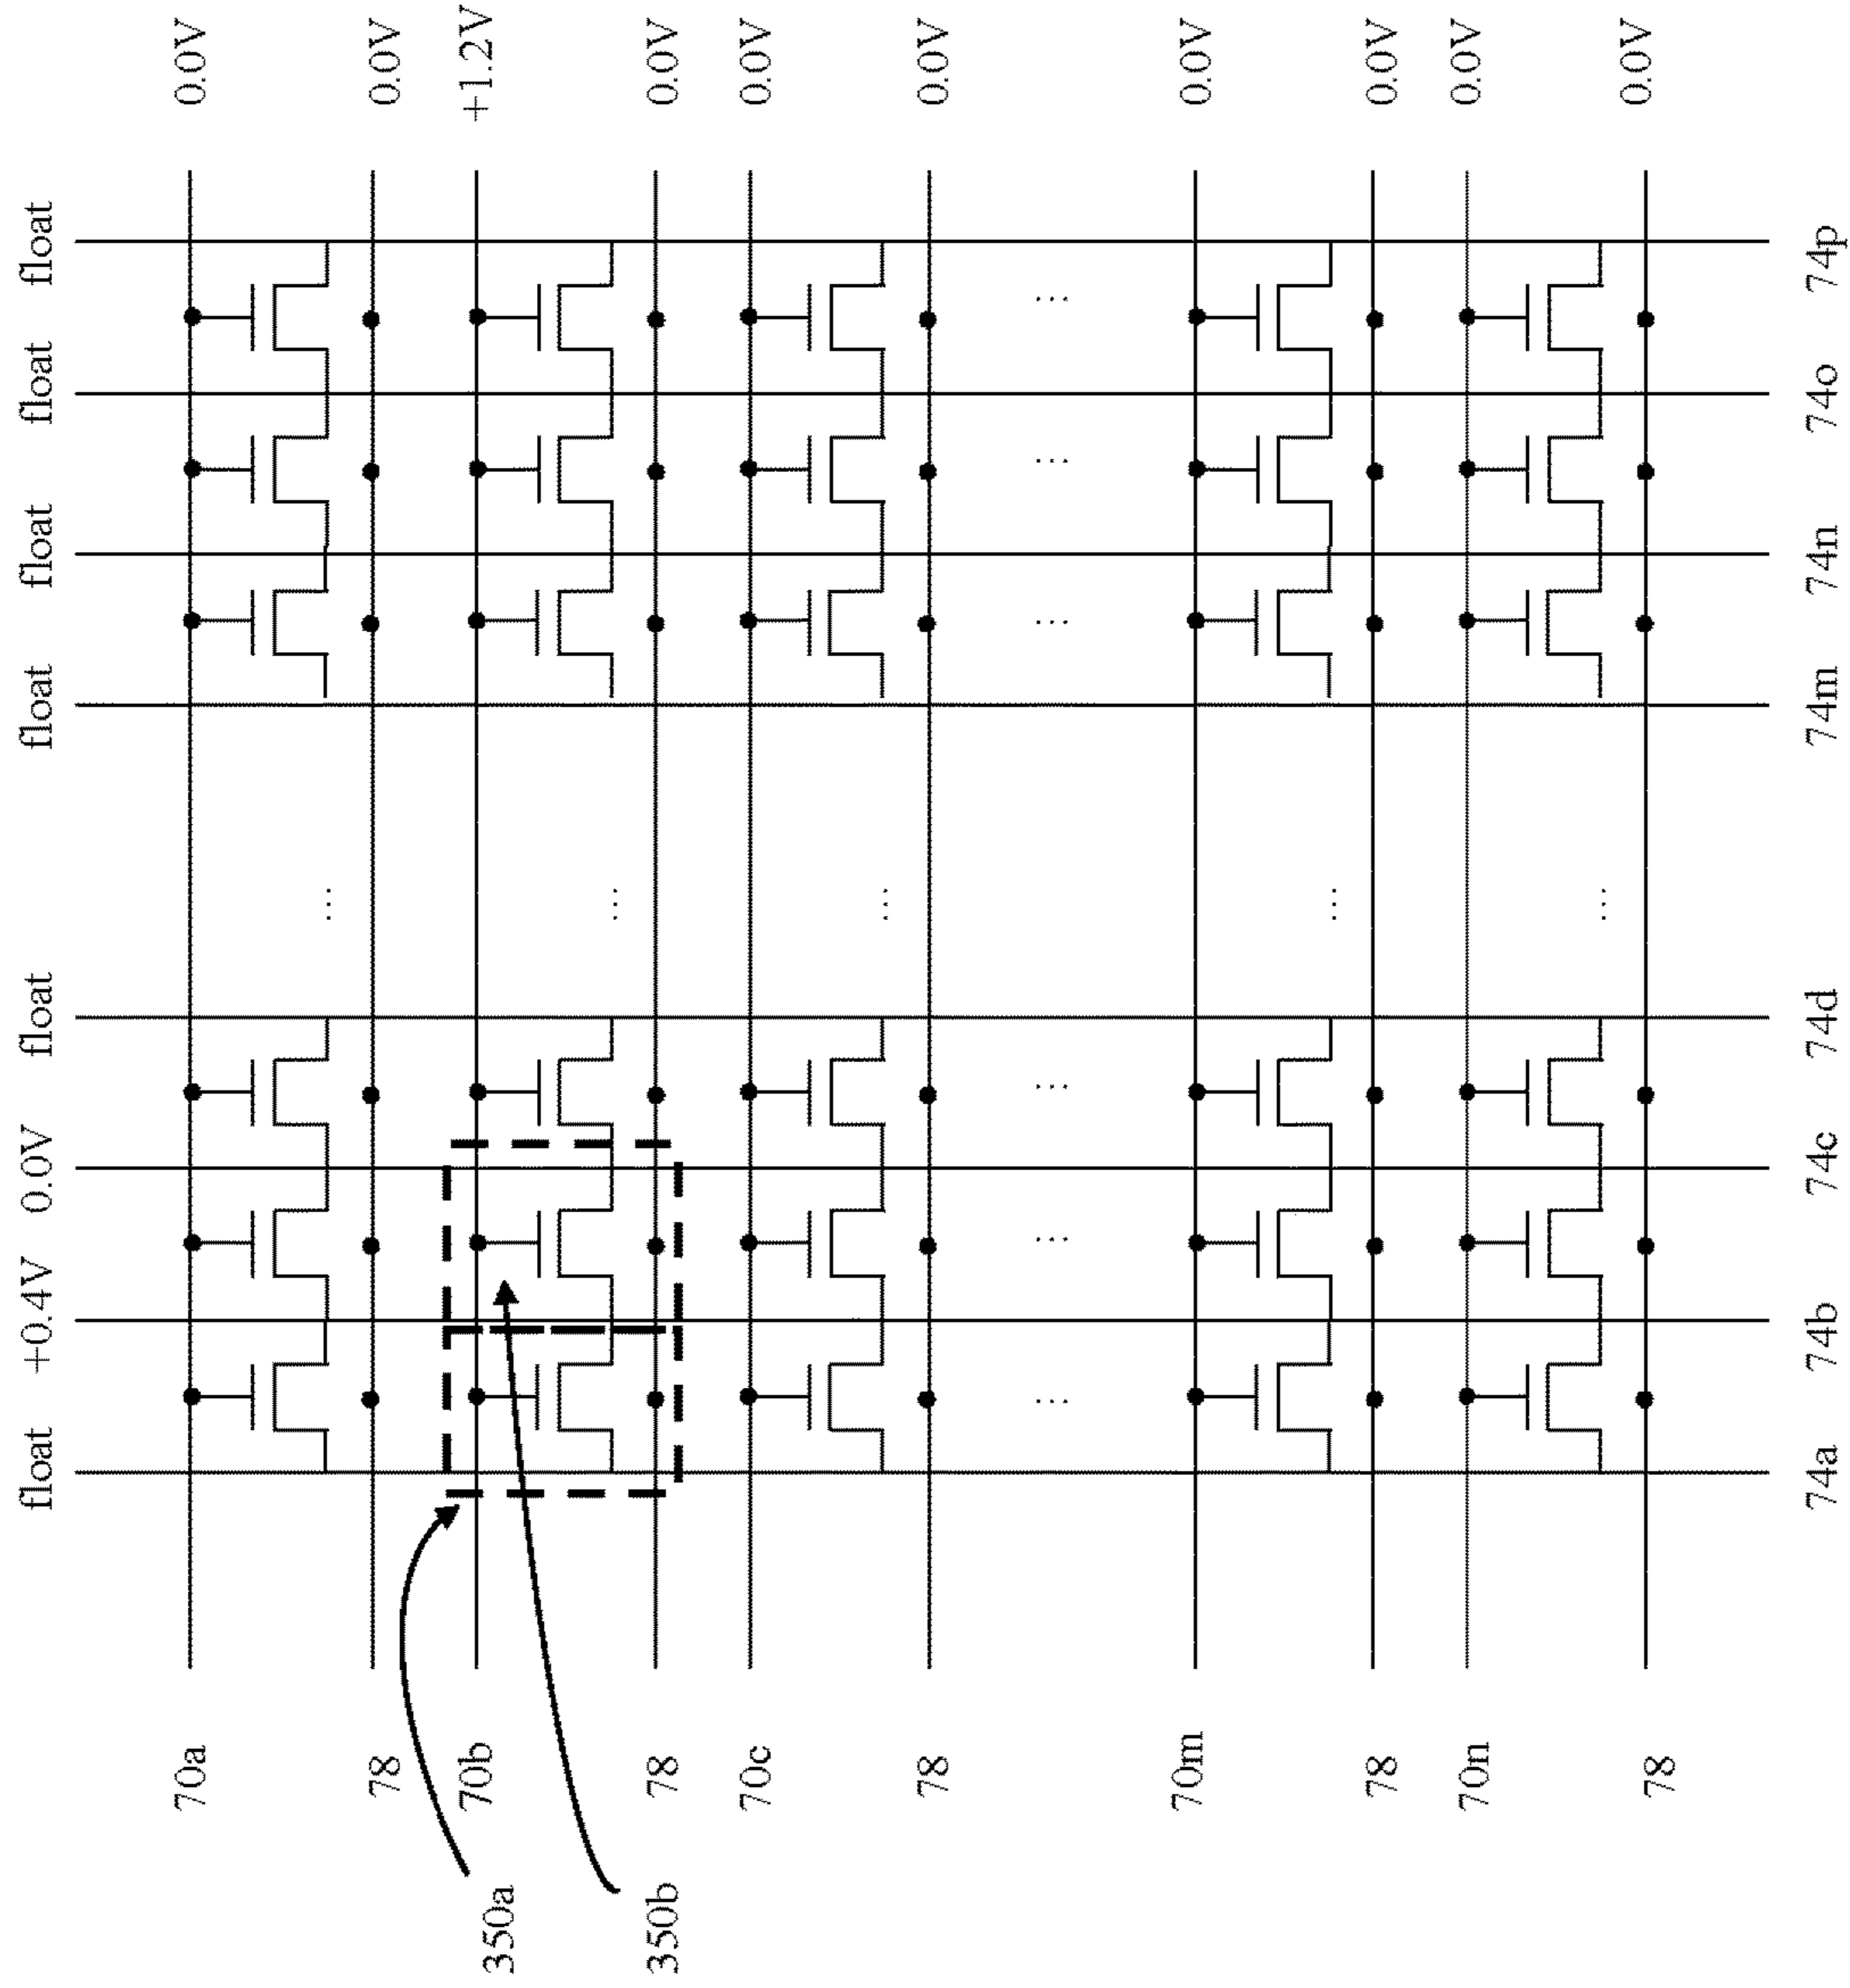 float +0.4V 0.0V float float float float float
70a 0.0V
78 0.0V
70b +1.2V
78 0.0V
70c 0.0V
78 0.0V
...
70m 0.0V
78 0.0V
70n 0.0V
78 0.0V
350a
350b
74a 74b 74c 74d 74m 74n 74o 74p